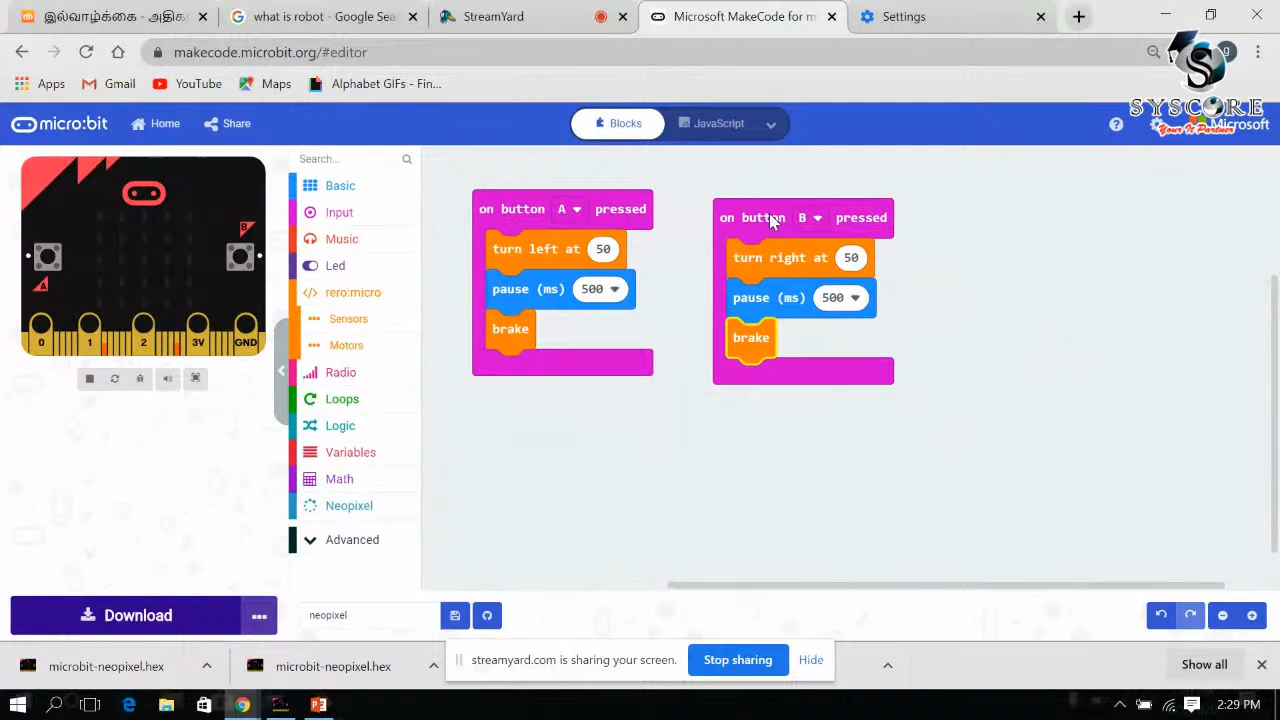 what is robot - Google Sea
StreamYard
Microsoft MakeCode for m
Settings
makecode.microbit.org/#editor
Apps
Gmail
YouTube
Maps
Alphabet GIFs - Fin...
g
S
SYSCORE
Your It Partner
micro:bit
Home
Share
Blocks
JavaScript
Microsoft
Search...
Basic
Input
Music
Led
rero:micro
Sensors
Motors
Radio
Loops
Logic
Variables
Math
Neopixel
Advanced
A
B
0
1
2
3V
GND
on button A pressed
turn left at 50
pause (ms) 500
brake
on button B pressed
turn right at 50
pause (ms) 500
brake
Download
neopixel
microbit-neopixel.hex
microbit-neopixel.hex
streamyard.com is sharing your screen.
Stop sharing
Hide
Show all
2:29 PM